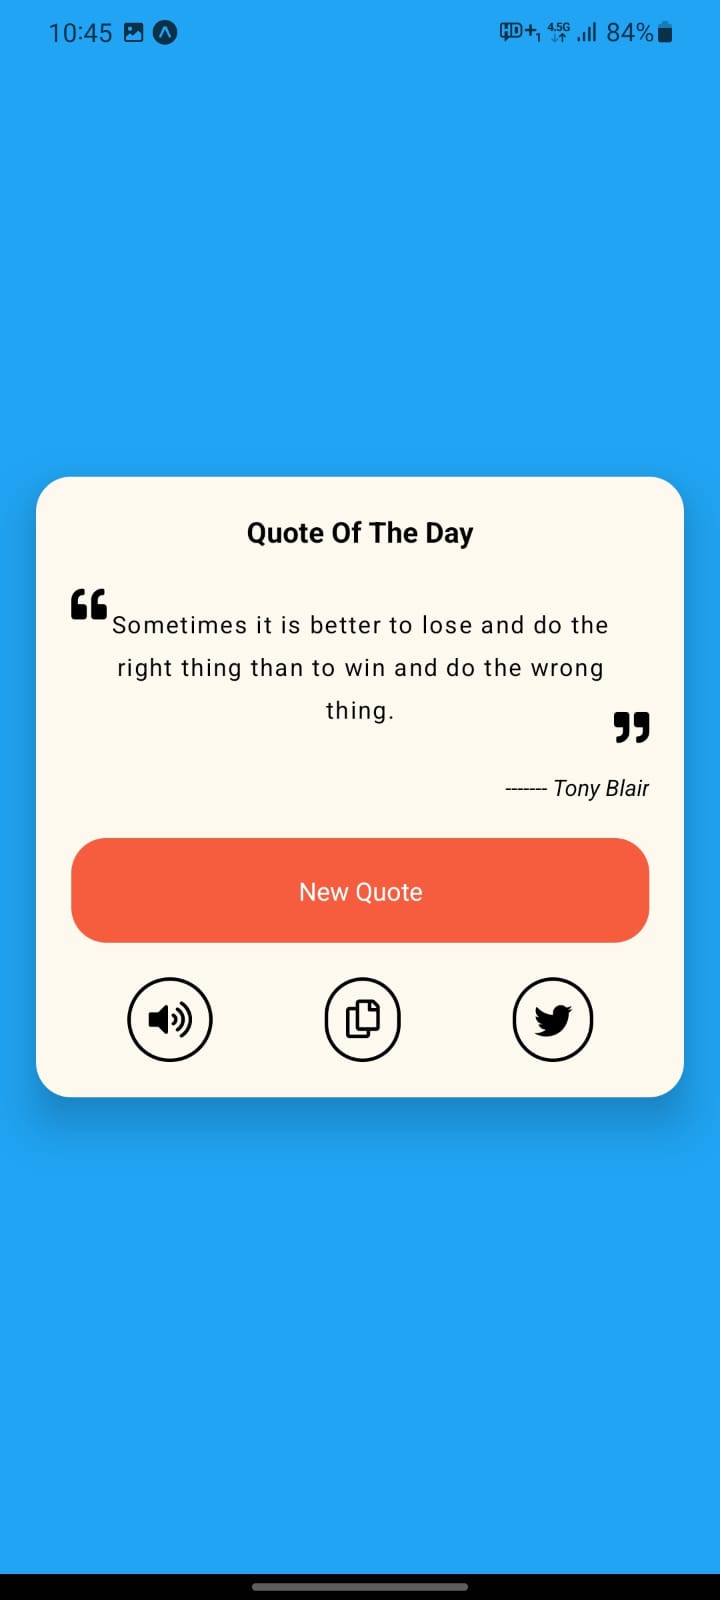 10:45 HD+1 4.5G 84%
Quote Of The Day
“
Sometimes it is better to lose and do the
right thing than to win and do the wrong
thing.
”
------- Tony Blair
New Quote